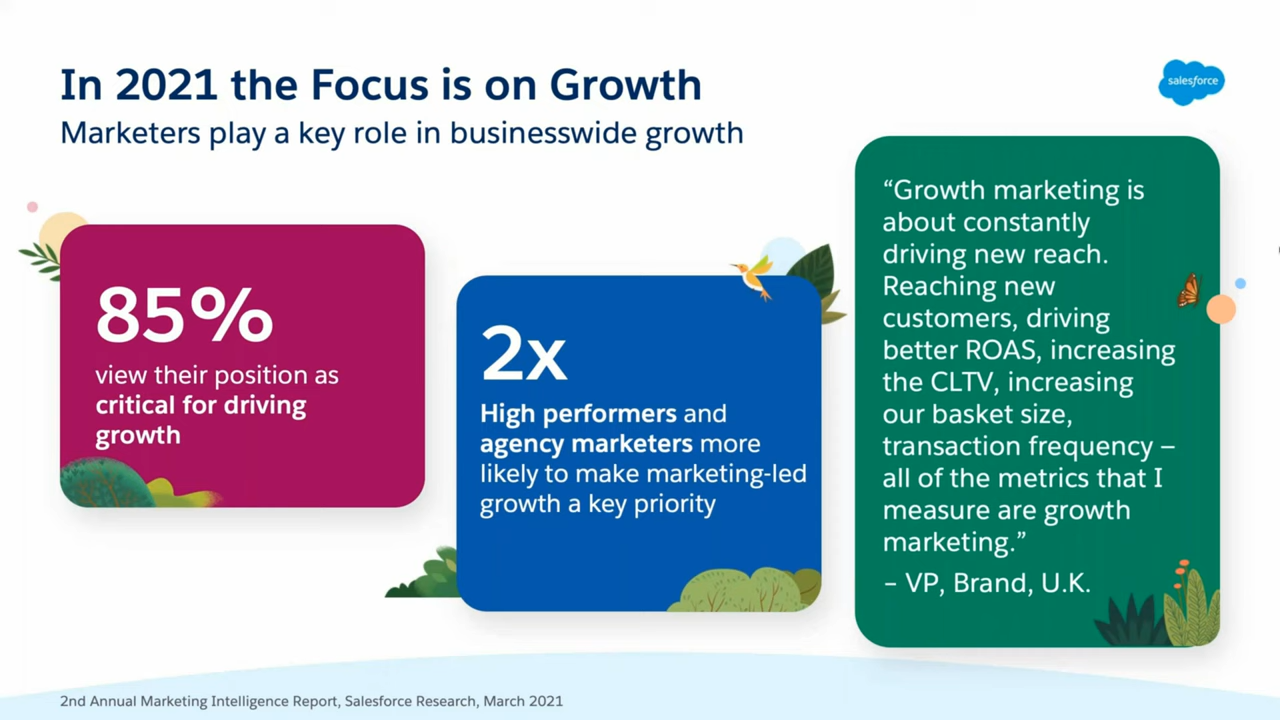 In 2021 the Focus is on Growth
Marketers play a key role in businesswide growth
salesforce
85%
view their position as
critical for driving
growth
2x
High performers and
agency marketers more
likely to make marketing-led
growth a key priority
“Growth marketing is
about constantly
driving new reach.
Reaching new
customers, driving
better ROAS, increasing
the CLTV, increasing
our basket size,
transaction frequency –
all of the metrics that I
measure are growth
marketing.”
– VP, Brand, U.K.
2nd Annual Marketing Intelligence Report, Salesforce Research, March 2021